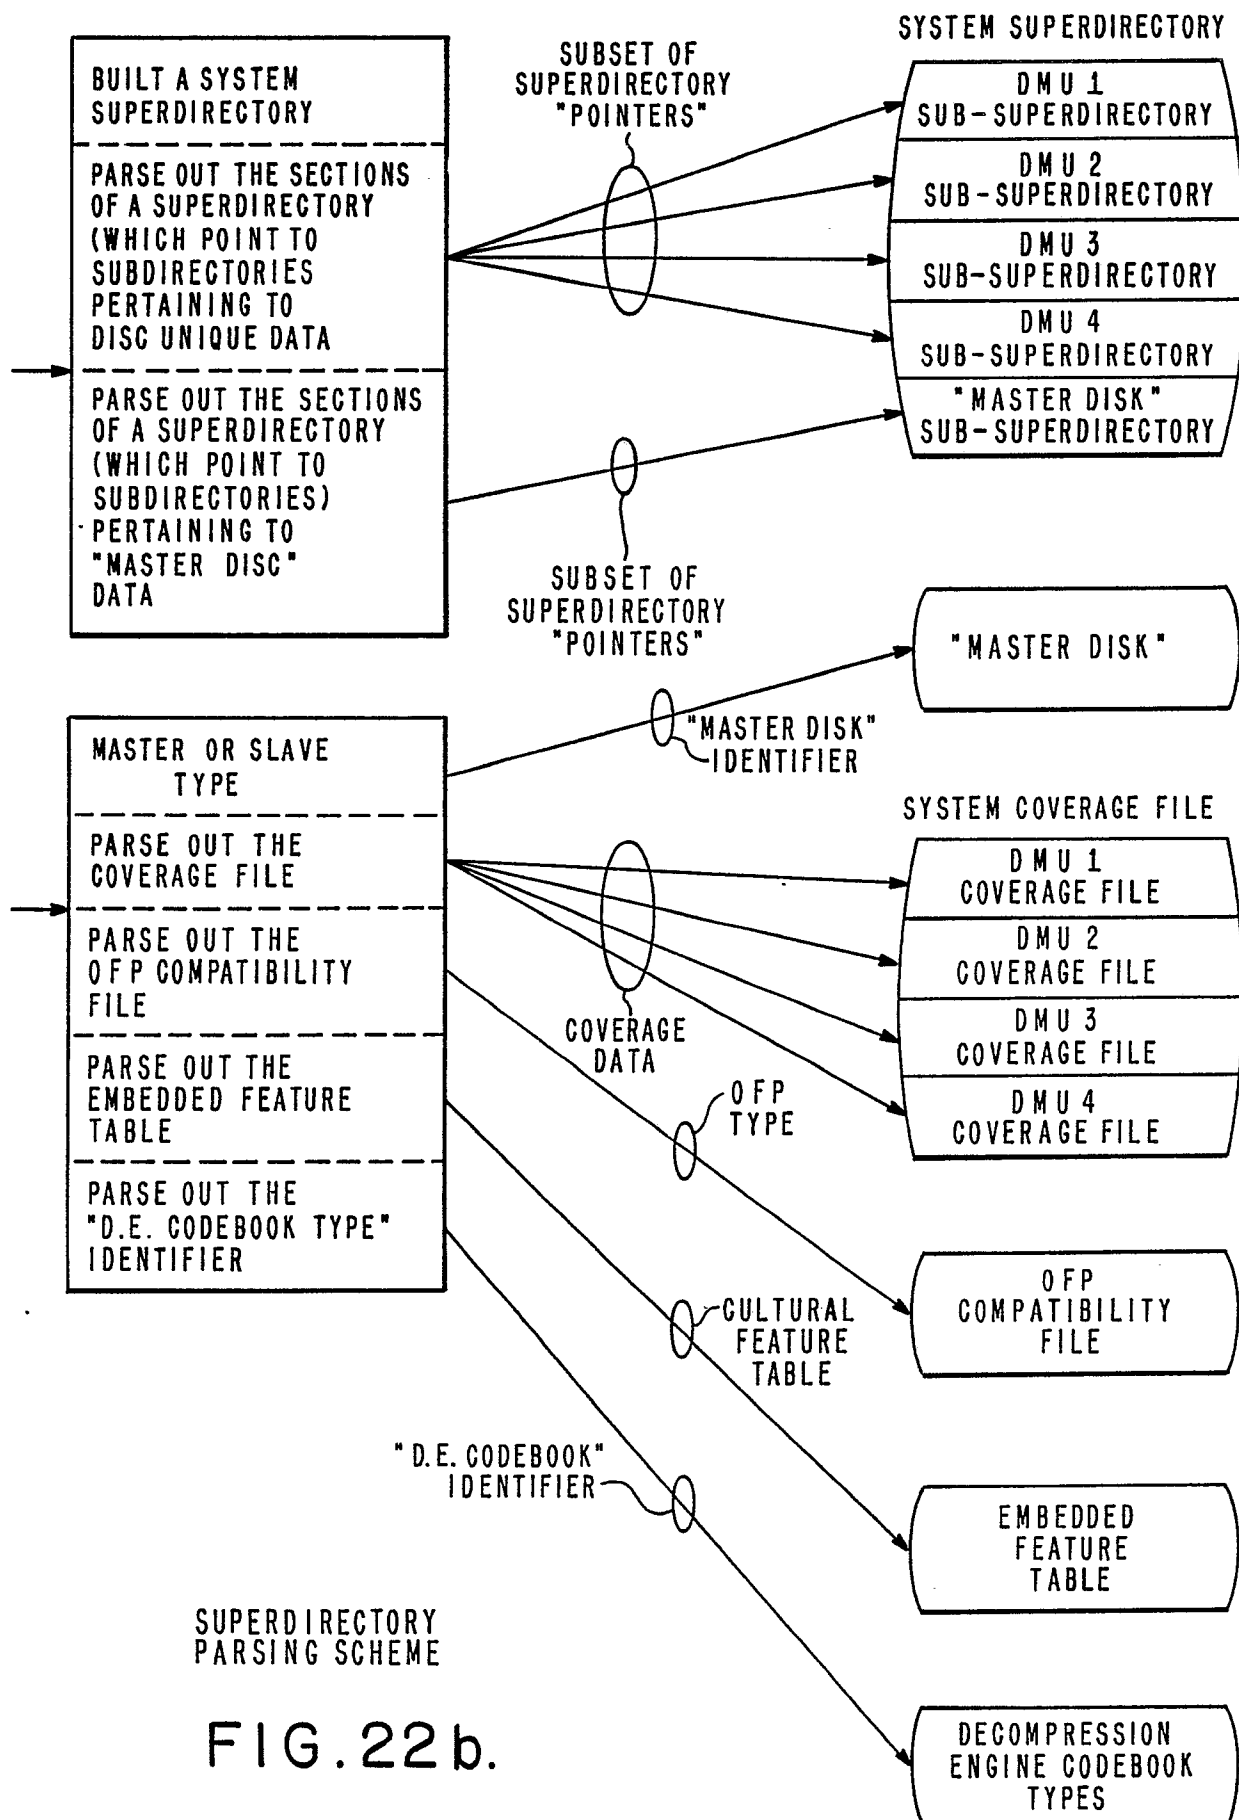 BUILT A SYSTEM
SUPERDIRECTORY
PARSE OUT THE SECTIONS
OF A SUPERDIRECTORY
(WHICH POINT TO
SUBDIRECTORIES
PERTAINING TO
DISC UNIQUE DATA
PARSE OUT THE SECTIONS
OF A SUPERDIRECTORY
(WHICH POINT TO
SUBDIRECTORIES)
PERTAINING TO
"MASTER DISC"
DATA
SUBSET OF
SUPERDIRECTORY
"POINTERS"
SUBSET OF
SUPERDIRECTORY
"POINTERS"
SYSTEM SUPERDIRECTORY
DMU 1
SUB-SUPERDIRECTORY
DMU 2
SUB-SUPERDIRECTORY
DMU 3
SUB-SUPERDIRECTORY
DMU 4
SUB-SUPERDIRECTORY
"MASTER DISK"
SUB-SUPERDIRECTORY
"MASTER DISK"
MASTER OR SLAVE
TYPE
PARSE OUT THE
COVERAGE FILE
PARSE OUT THE
OFP COMPATIBILITY
FILE
PARSE OUT THE
EMBEDDED FEATURE
TABLE
PARSE OUT THE
"D.E. CODEBOOK TYPE"
IDENTIFIER
"MASTER DISK"
IDENTIFIER
COVERAGE
DATA
OFP
TYPE
CULTURAL
FEATURE
TABLE
"D.E. CODEBOOK"
IDENTIFIER
SYSTEM COVERAGE FILE
DMU 1
COVERAGE FILE
DMU 2
COVERAGE FILE
DMU 3
COVERAGE FILE
DMU 4
COVERAGE FILE
OFP
COMPATIBILITY
FILE
EMBEDDED
FEATURE
TABLE
DECOMPRESSION
ENGINE CODEBOOK
TYPES
SUPERDIRECTORY
PARSING SCHEME
FIG.22b.